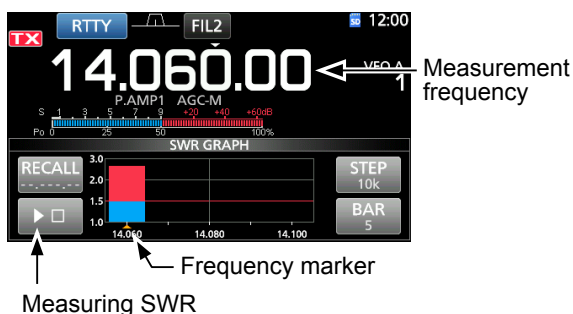 RTTY FIL2 SD 12:00
TX
14.060.00 VFO A
1
P.AMP1 AGC-M
S 1 3 5 7 9 +20 +40 +60dB
Po 0 25 50 100%
SWR GRAPH
RECALL
--.---.--
3.0
2.0
1.5
1.0
14.060 14.080 14.100
STEP
10k
BAR
5
Measurement
frequency
Frequency marker
Measuring SWR